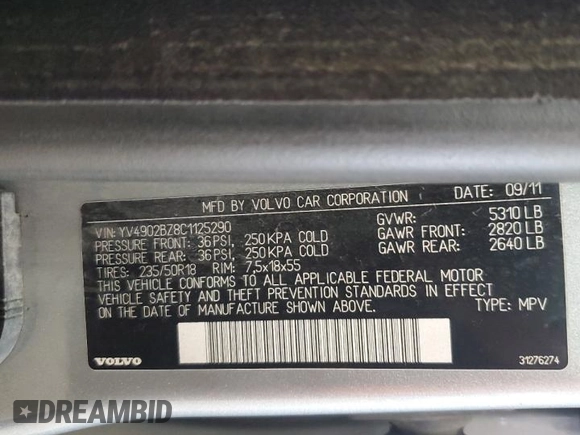 MFD BY VOLVO CAR CORPORATION DATE: 09/11
VIN: YV4902BZ8C1125290 GVWR: 5310 LB
PRESSURE FRONT: 36PSI, 250KPA COLD GAWR FRONT: 2820 LB
PRESSURE REAR: 36PSI, 250KPA COLD GAWR REAR: 2640 LB
TIRES: 235/50R18 RIM: 7,5x18x55
THIS VEHICLE CONFORMS TO ALL APPLICABLE FEDERAL MOTOR
VEHICLE SAFETY AND THEFT PREVENTION STANDARDS IN EFFECT
ON THE DATE OF MANUFACTURE SHOWN ABOVE. TYPE: MPV
VOLVO 31276274
DREAMBID